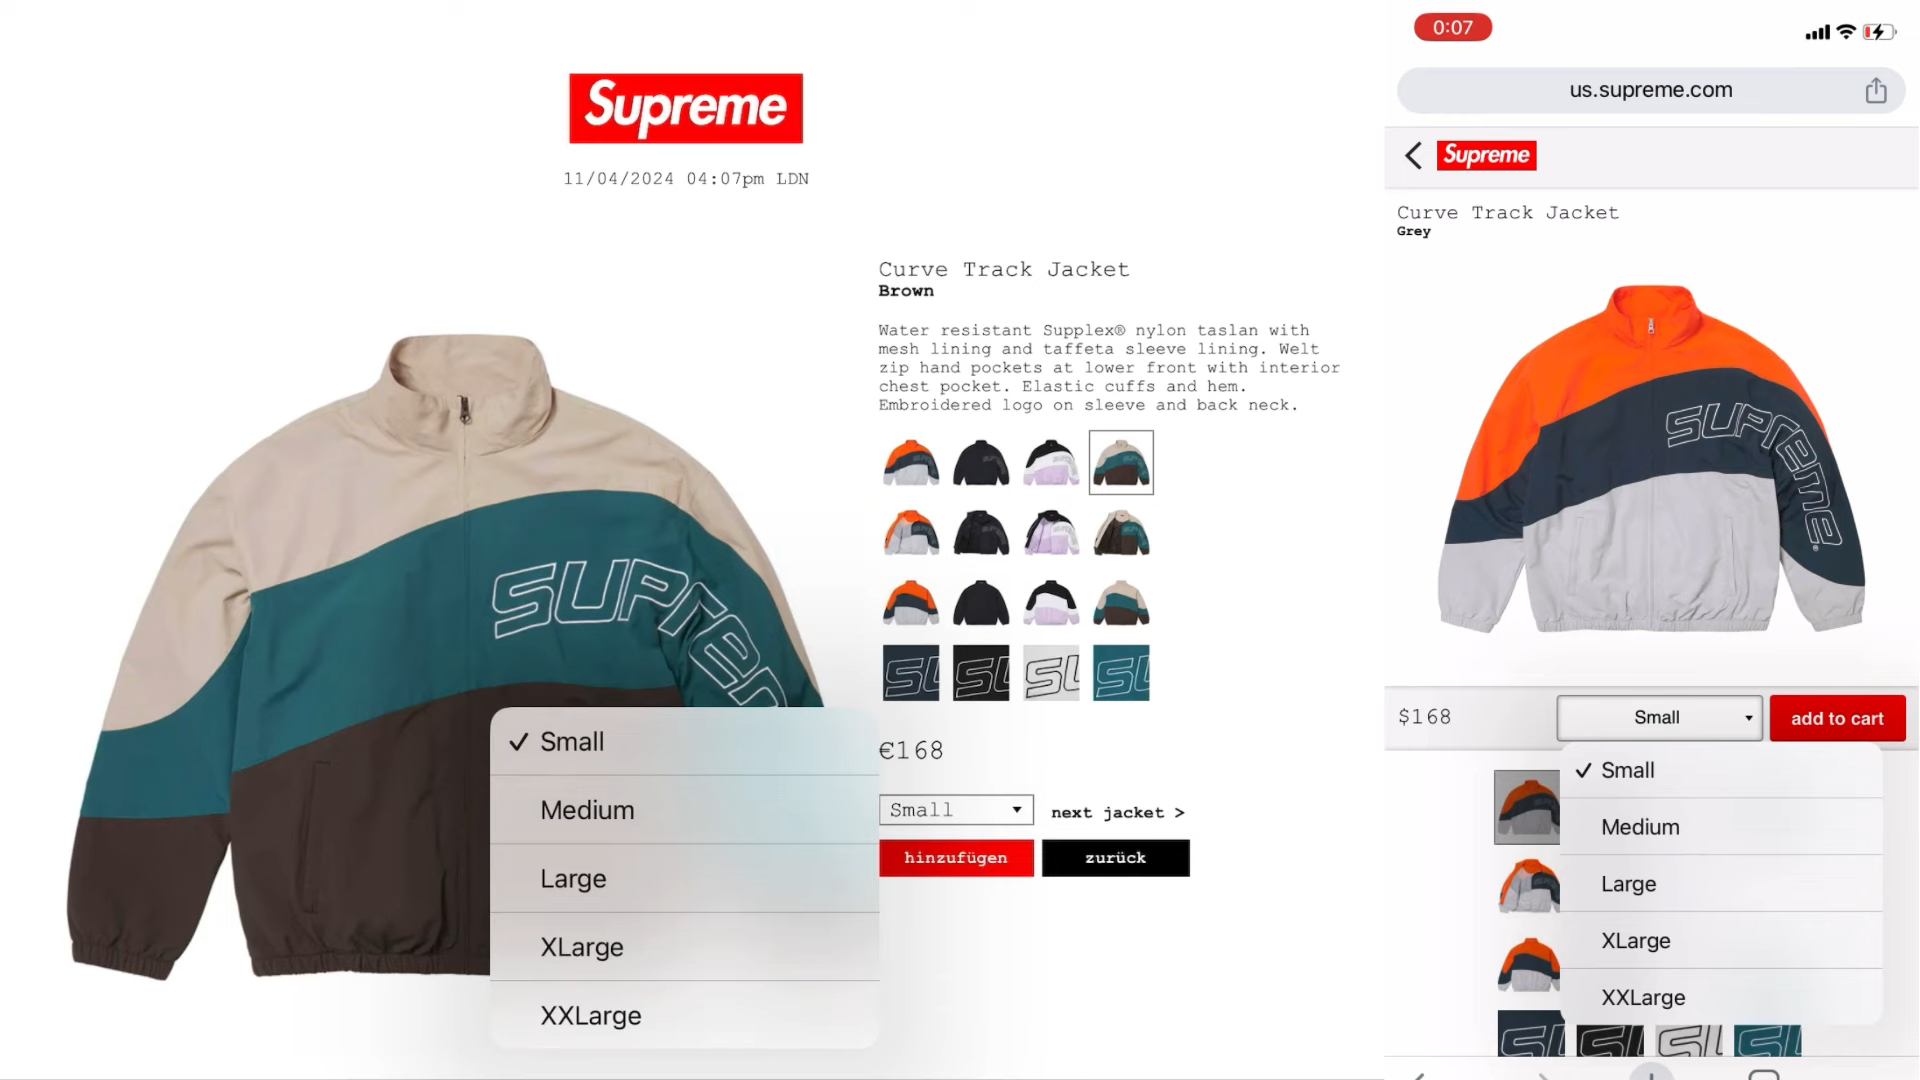 Supreme
11/04/2024 04:07pm LDN
Curve Track Jacket
Brown
Water resistant Supplex® nylon taslan with
mesh lining and taffeta sleeve lining. Welt
zip hand pockets at lower front with interior
chest pocket. Elastic cuffs and hem.
Embroidered logo on sleeve and back neck.
€168
Small
next jacket >
hinzufügen
zurück
✓ Small
Medium
Large
XLarge
XXLarge
0:07
us.supreme.com
Supreme
Curve Track Jacket
Grey
SUPREME
$168
Small
add to cart
✓ Small
Medium
Large
XLarge
XXLarge